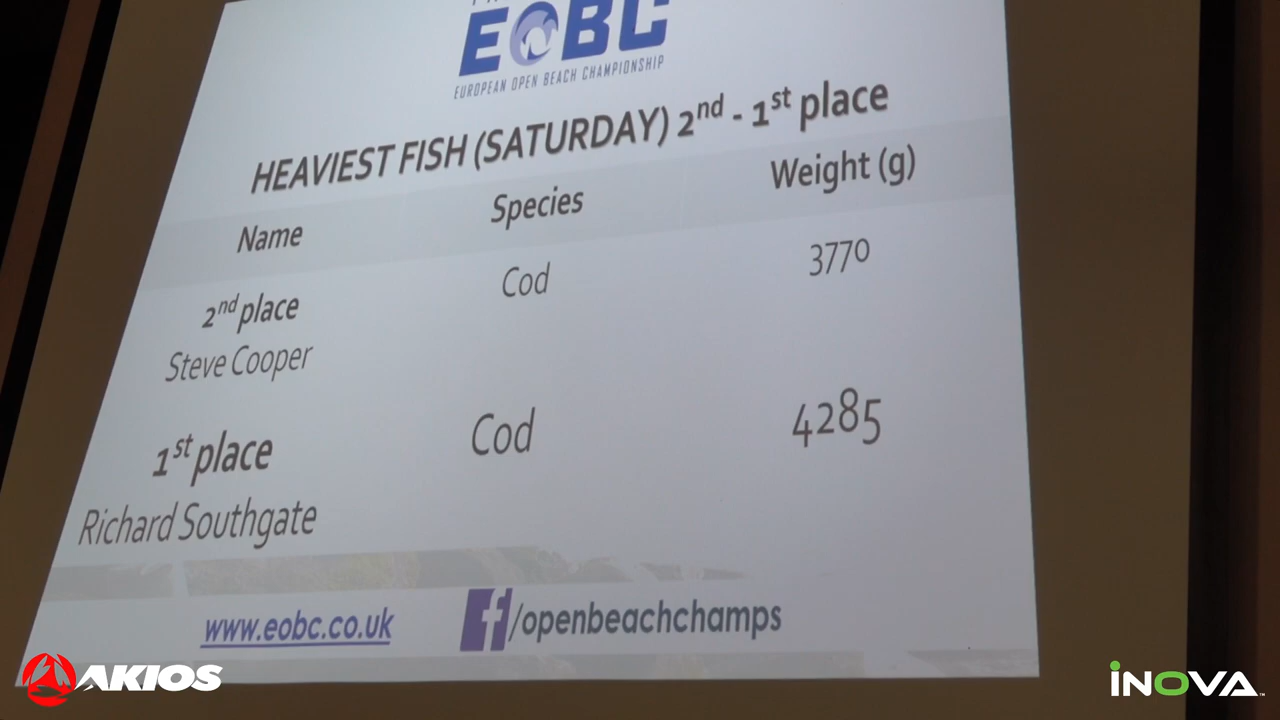 EOBC
EUROPEAN OPEN BEACH CHAMPIONSHIP
HEAVIEST FISH (SATURDAY) 2nd - 1st place
Name Species Weight (g)
2nd place Cod 3770
Steve Cooper
1st place Cod 4285
Richard Southgate
www.eobc.co.uk f/openbeachchamps
AKIOS
iNOVA™